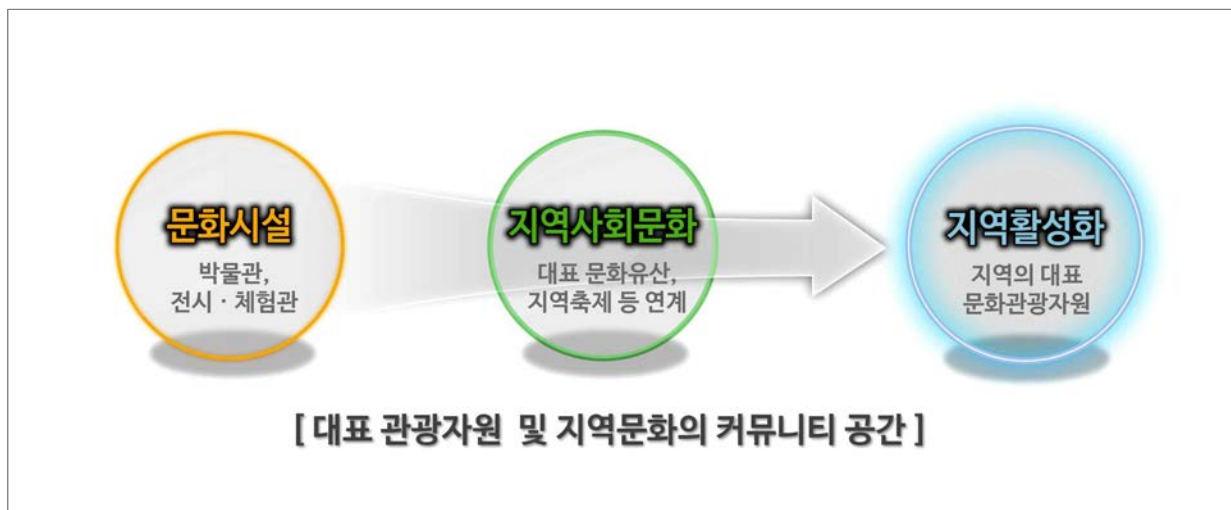 문화시설
박물관,
전시 · 체험관
지역사회문화
대표 문화유산,
지역축제 등 연계
지역활성화
지역의 대표
문화관광자원
[ 대표 관광자원 및 지역문화의 커뮤니티 공간 ]